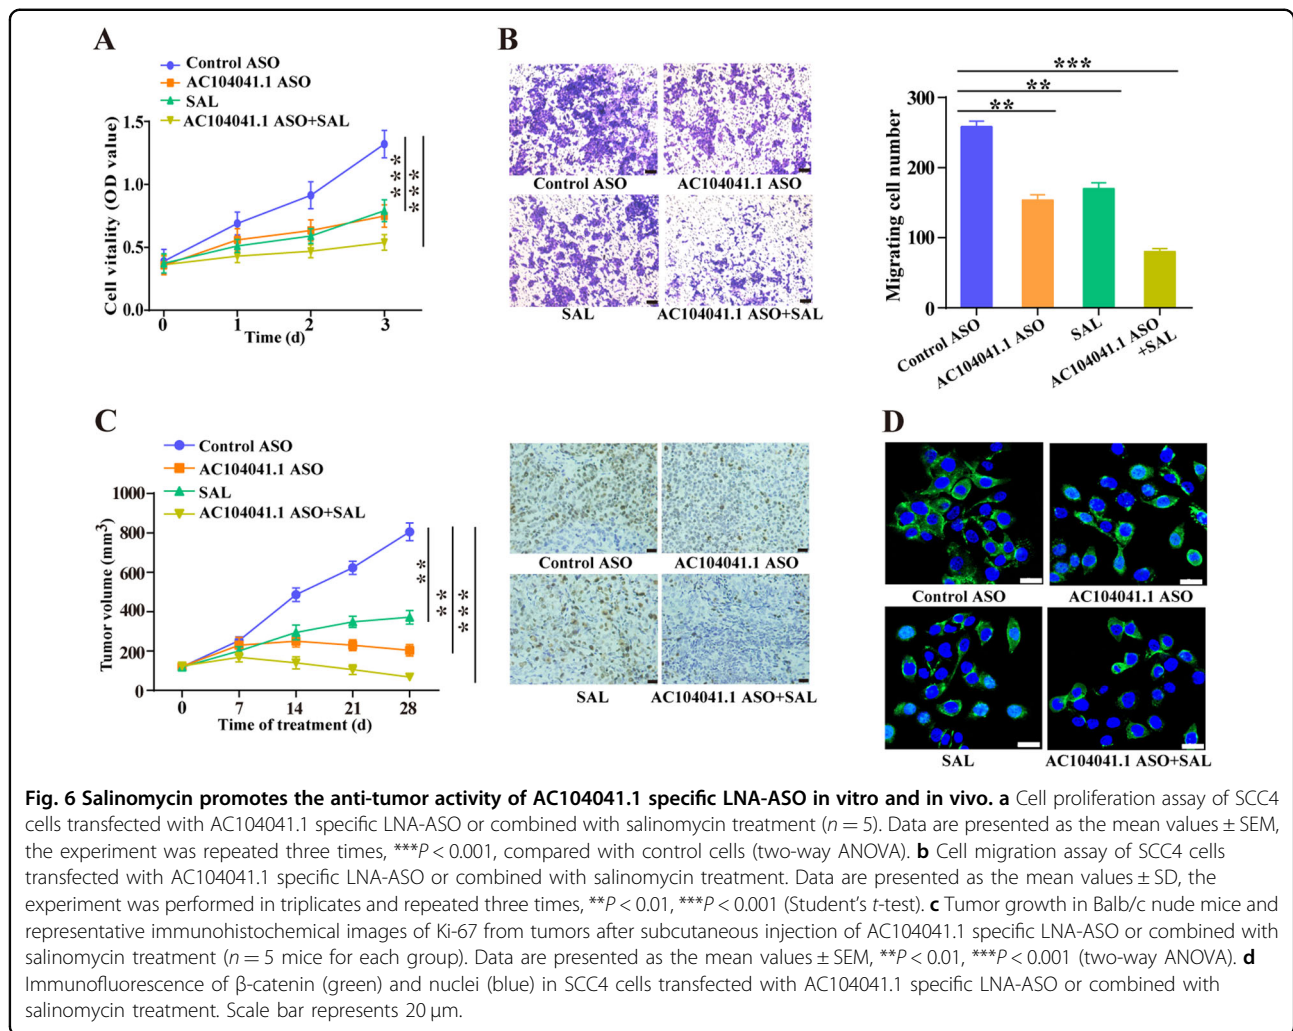 A
Control ASO
AC104041.1 ASO
SAL
AC104041.1 ASO+SAL
Cell vitality (OD value)
1.5
1.0
0.5
0.0
0 1 2 3
Time (d)
***
***
B
Control ASO AC104041.1 ASO
SAL AC104041.1 ASO+SAL
***
**
**
Migrating cell number
300
200
100
0
Control ASO
AC104041.1 ASO
SAL
AC104041.1 ASO
+SAL
C
Control ASO
AC104041.1 ASO
SAL
AC104041.1 ASO+SAL
Tumor volume (mm³)
1000
800
600
400
200
0
0 7 14 21 28
Time of treatment (d)
**
**
***
Control ASO AC104041.1 ASO
SAL AC104041.1 ASO+SAL
D
Control ASO AC104041.1 ASO
SAL AC104041.1 ASO+SAL
Fig. 6 Salinomycin promotes the anti-tumor activity of AC104041.1 specific LNA-ASO in vitro and in vivo. a Cell proliferation assay of SCC4
cells transfected with AC104041.1 specific LNA-ASO or combined with salinomycin treatment (n = 5). Data are presented as the mean values ± SEM,
the experiment was repeated three times, ***P < 0.001, compared with control cells (two-way ANOVA). b Cell migration assay of SCC4 cells
transfected with AC104041.1 specific LNA-ASO or combined with salinomycin treatment. Data are presented as the mean values ± SD, the
experiment was performed in triplicates and repeated three times, **P < 0.01, ***P < 0.001 (Student's t-test). c Tumor growth in Balb/c nude mice and
representative immunohistochemical images of Ki-67 from tumors after subcutaneous injection of AC104041.1 specific LNA-ASO or combined with
salinomycin treatment (n = 5 mice for each group). Data are presented as the mean values ± SEM, **P < 0.01, ***P < 0.001 (two-way ANOVA). d
Immunofluorescence of β-catenin (green) and nuclei (blue) in SCC4 cells transfected with AC104041.1 specific LNA-ASO or combined with
salinomycin treatment. Scale bar represents 20 μm.